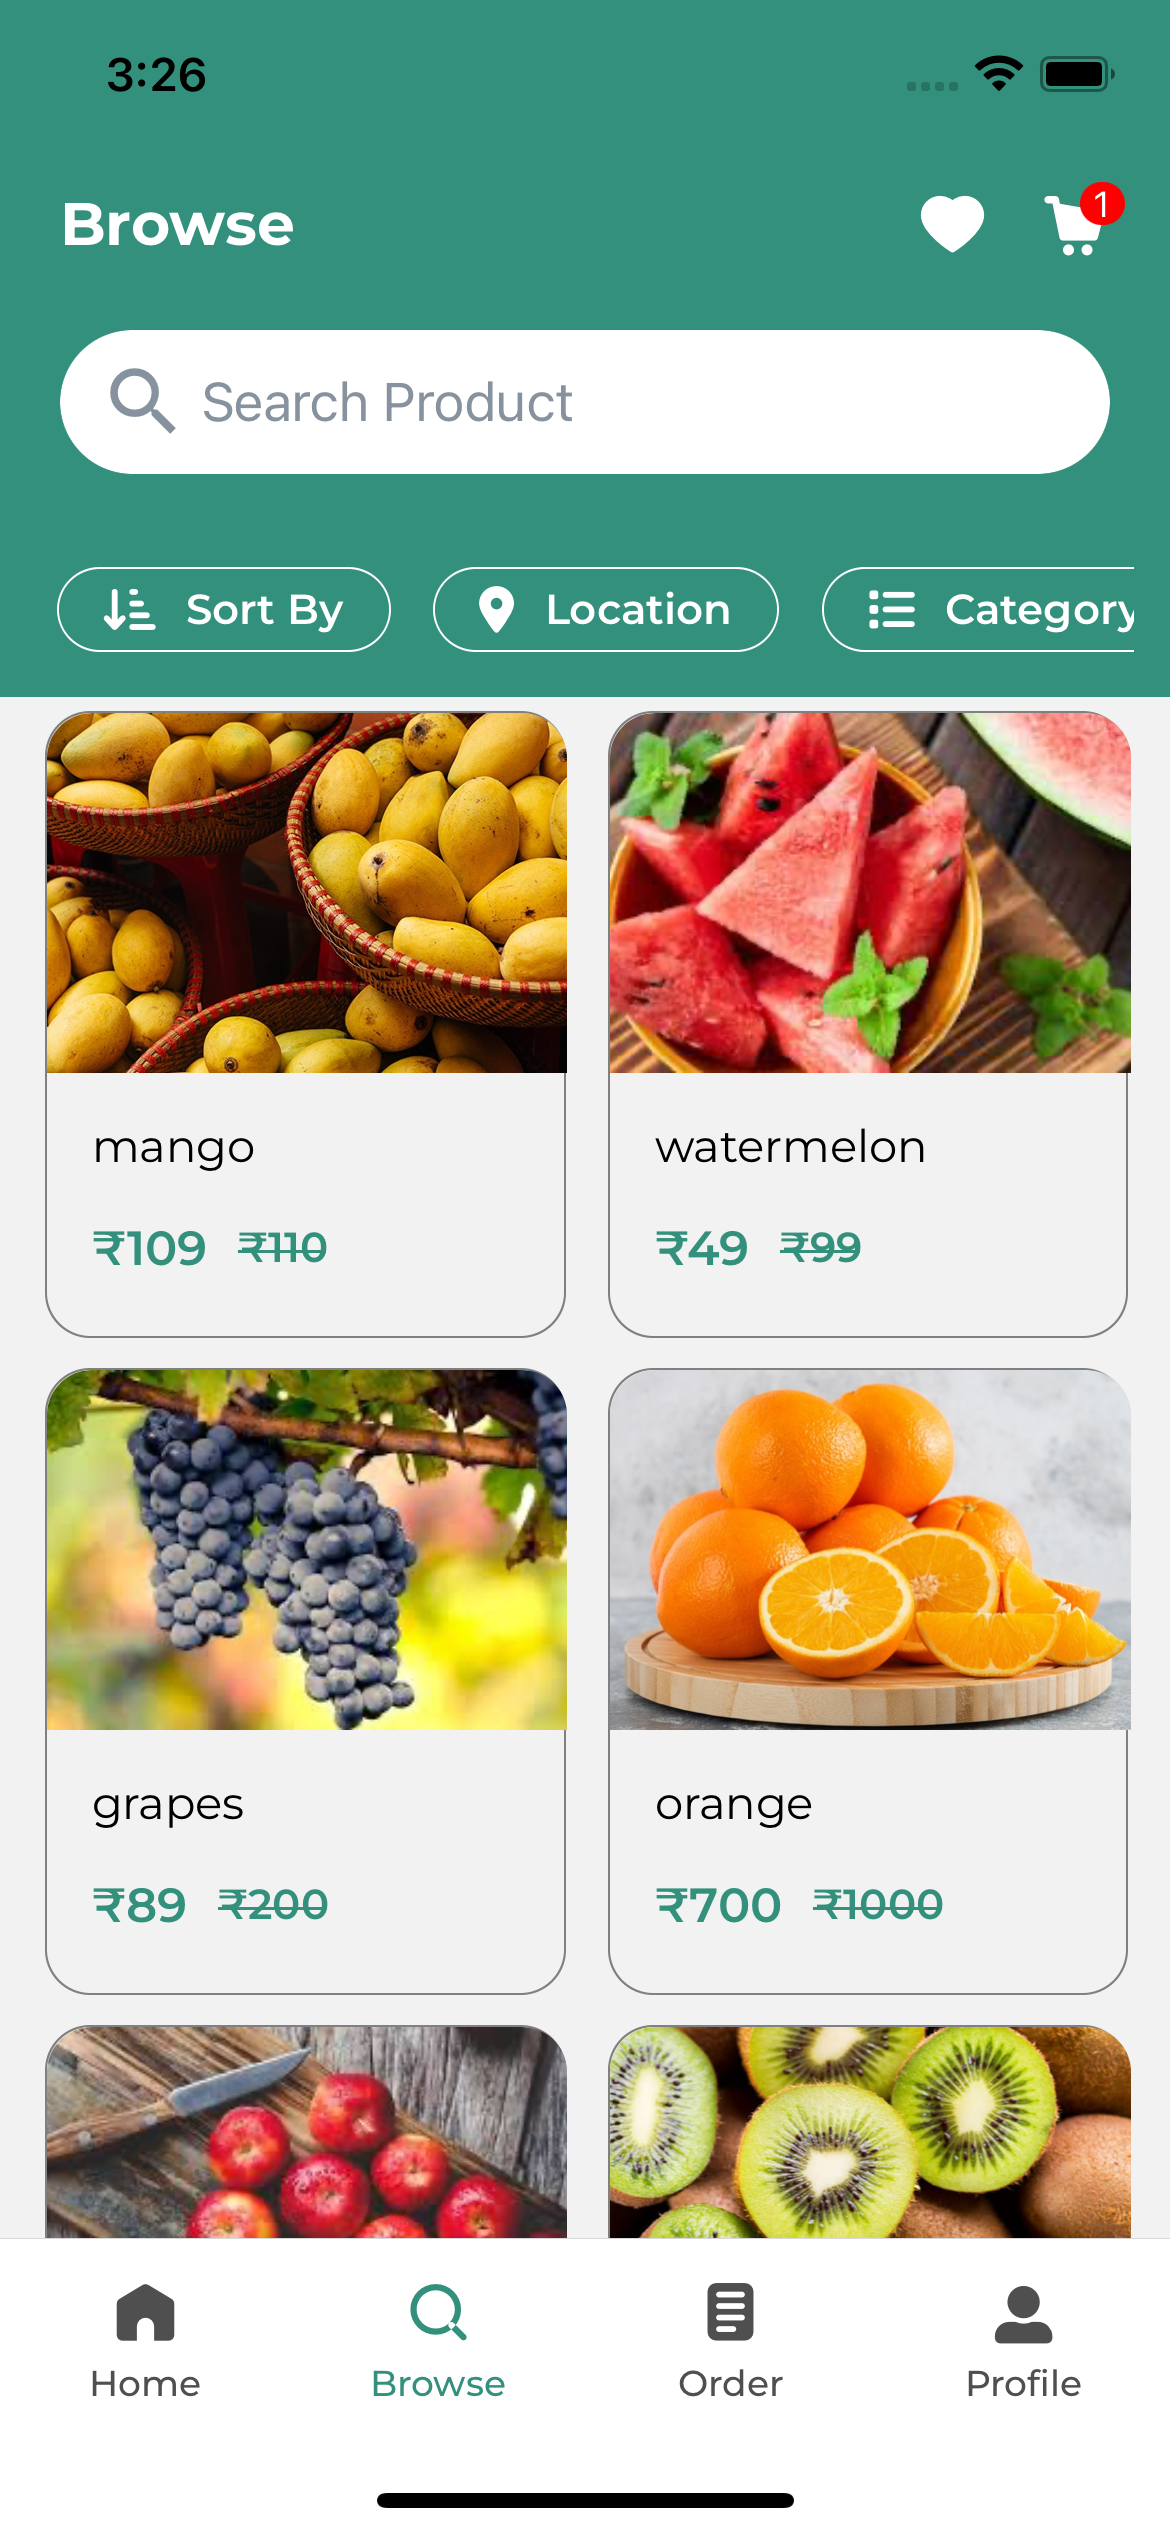 3:26
Browse
1
Search Product
Sort By
Location
Category
mango
₹109 ₹110
watermelon
₹49 ₹99
grapes
₹89 ₹200
orange
₹700 ₹1000
Home
Browse
Order
Profile